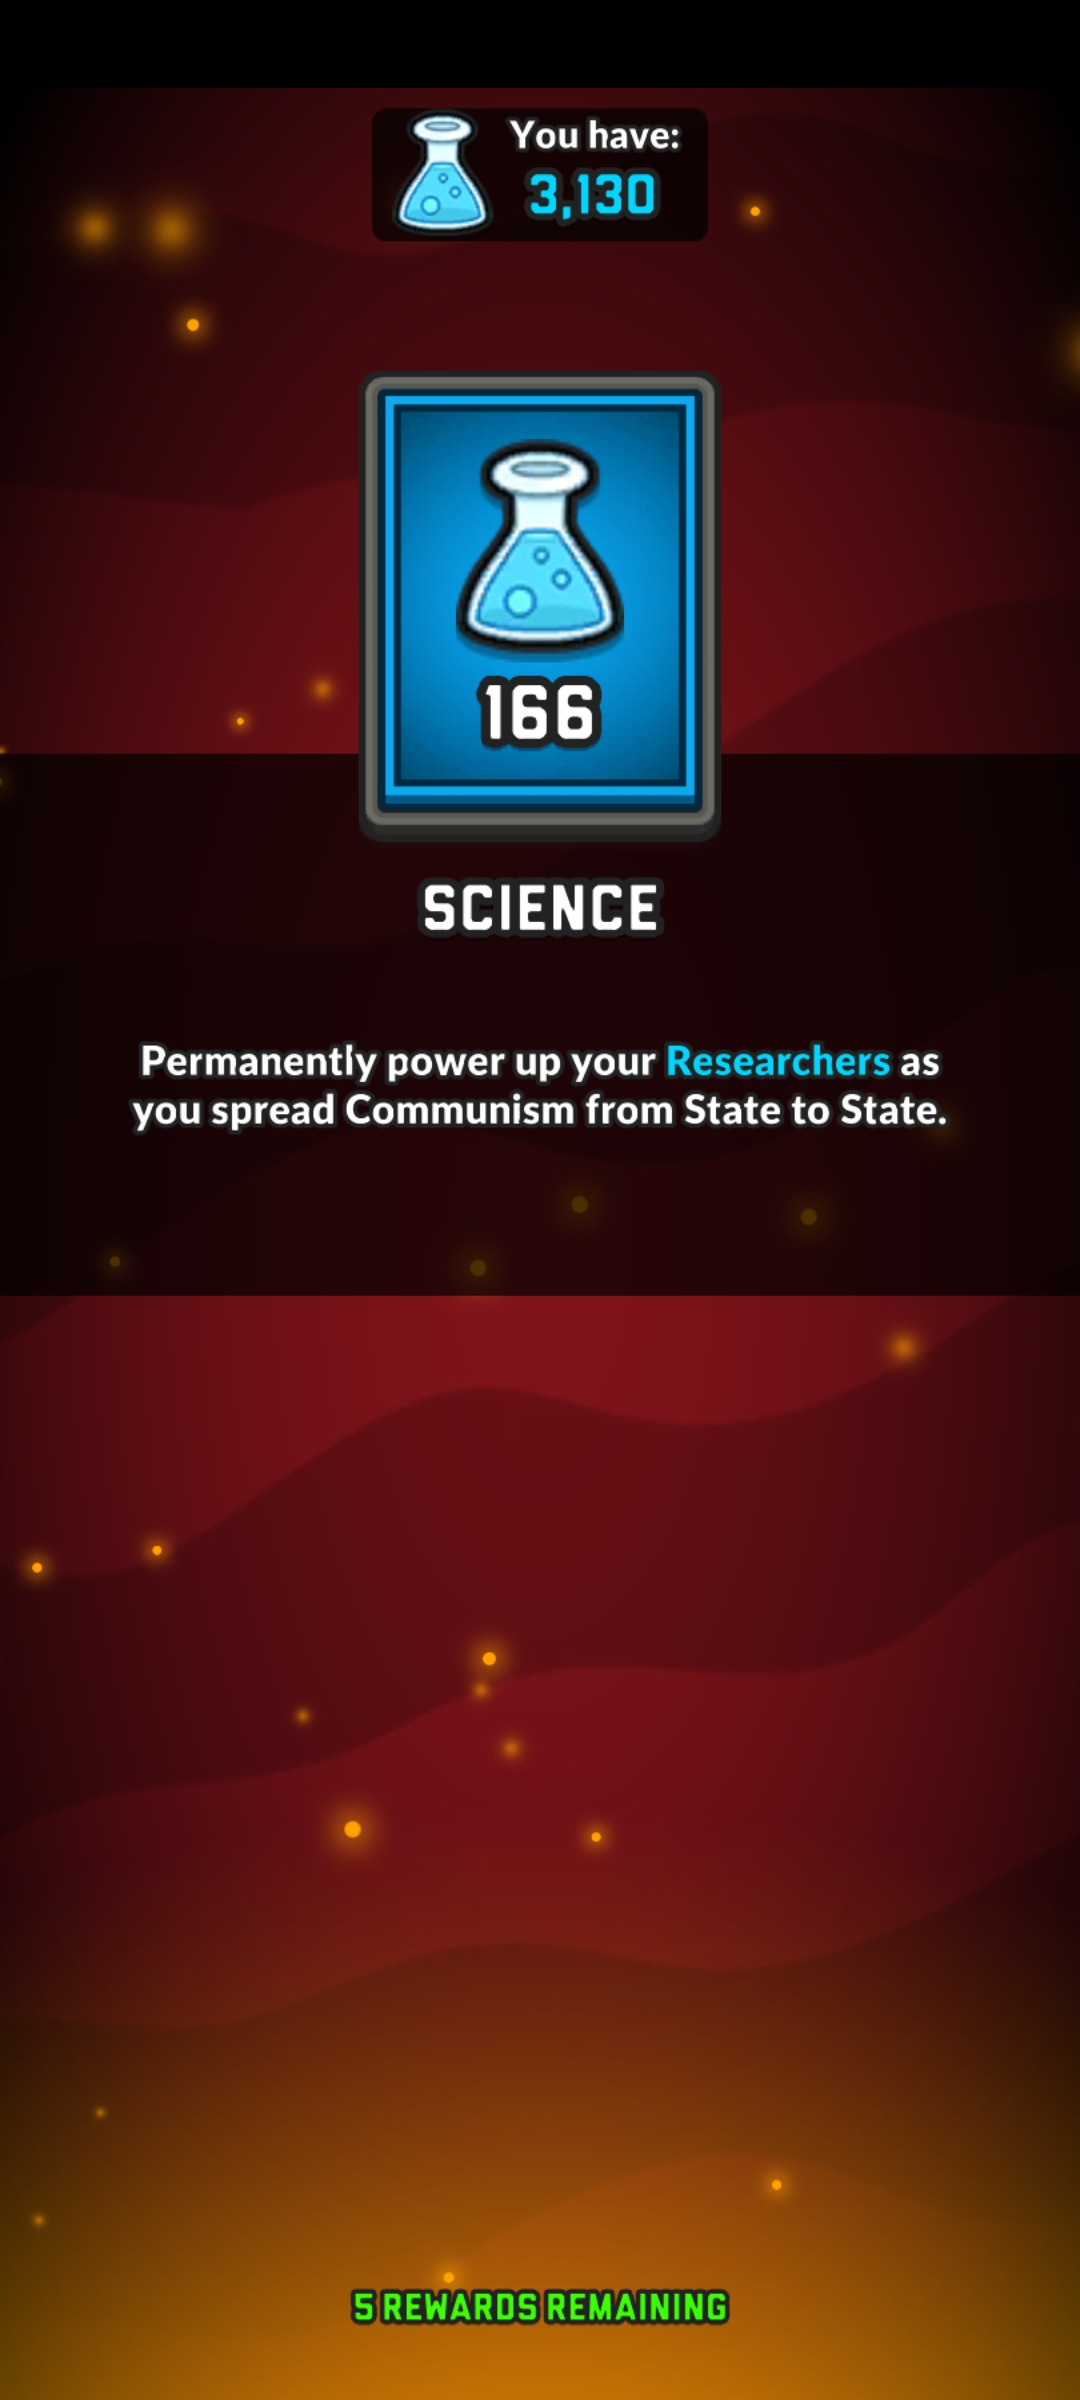 You have:
3,130
166
SCIENCE
Permanently power up your Researchers as
you spread Communism from State to State.
5 REWARDS REMAINING